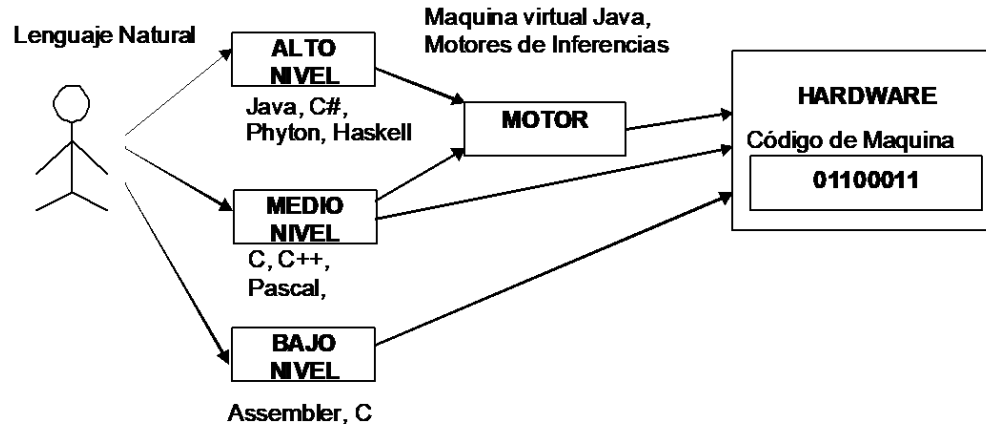 Lenguaje Natural
ALTO
NIVEL
Java, C#,
Phyton, Haskell
MEDIO
NIVEL
C, C++,
Pascal,
BAJO
NIVEL
Assembler, C
Maquina virtual Java,
Motores de Inferencias
MOTOR
HARDWARE
Código de Maquina
01100011